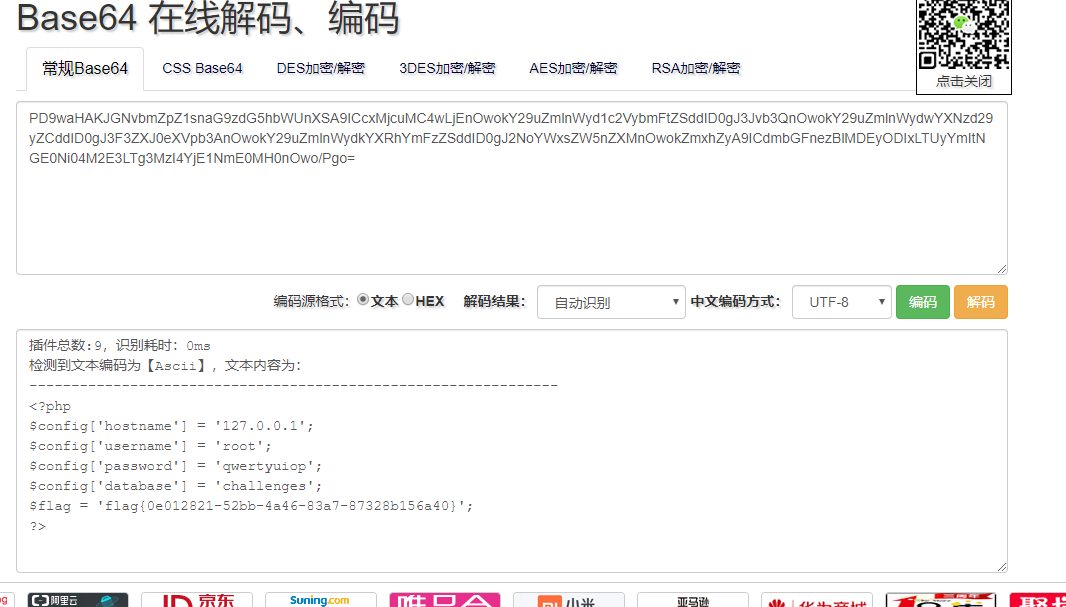 Base64 在线解码、编码
点击关闭
常规Base64 CSS Base64 DES加密/解密 3DES加密/解密 AES加密/解密 RSA加密/解密
PD9waHAKJGNvbmZpZ1snaG9zdG5hbWUnXSA9ICcxMjcuMC4wLjEnOwokY29uZmlnWyd1c2VybmFtZSddID0gJ3Jvb3QnOwokY29uZmlnWydwYXNzd29
yZCddID0gJ3F3ZXJ0eXVpb3AnOwokY29uZmlnWydkYXRhYmFzZSddID0gJ2NoYWxsZW5nZXMnOwokZmxhZyA9ICdmbGFnezBlMDEyODIxLTUyYmItN
GE0Ni04M2E3LTg3MzI4YjE1NmE0MH0nOwo/Pgo=
编码源格式: 文本 HEX 解码结果: 自动识别 中文编码方式: UTF-8 编码 解码
插件总数:9, 识别耗时: 0ms
检测到文本编码为【Ascii】, 文本内容为:
---------------------------------------------------------------
<?php
$config['hostname'] = '127.0.0.1';
$config['username'] = 'root';
$config['password'] = 'qwertyuiop';
$config['database'] = 'challenges';
$flag = 'flag{0e012821-52bb-4a46-83a7-87328b156a40}';
?>
阿里云 JD 京东 Suning.com 唯品会 小米 亚马逊 华为商城